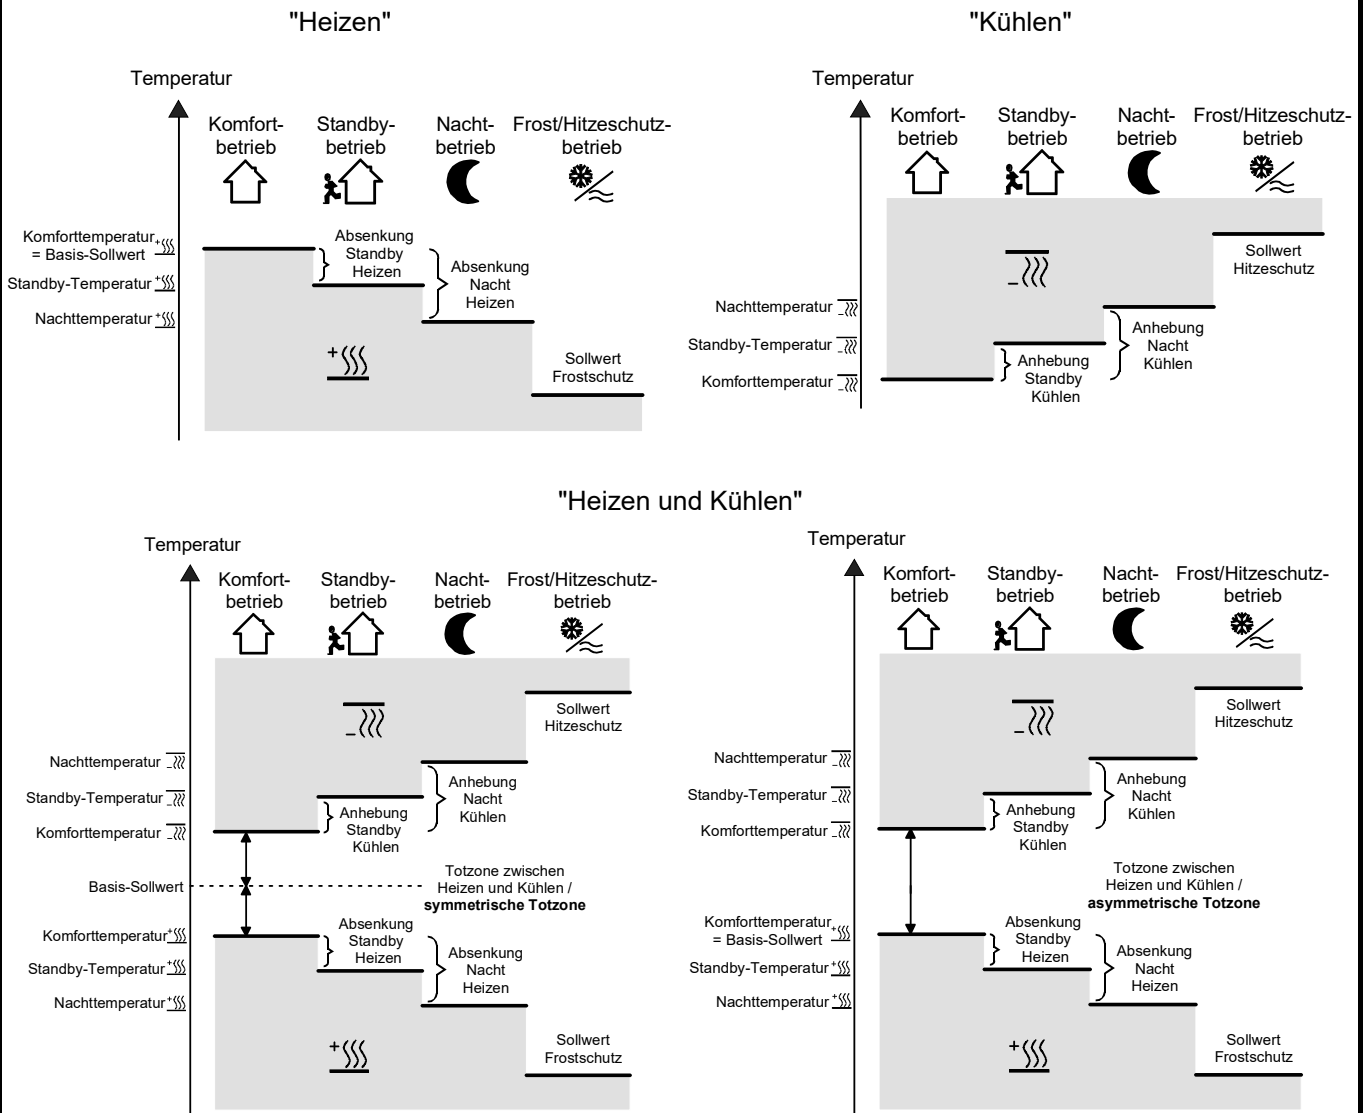 "Heizen"
Temperatur
Komfort-
betrieb
Standby-
betrieb
Nacht-
betrieb
Frost/Hitzeschutz-
betrieb
Komforttemperatur
= Basis-Sollwert
Standby-Temperatur
Nachttemperatur
Absenkung
Standby
Heizen
Absenkung
Nacht
Heizen
Sollwert
Frostschutz
"Kühlen"
Temperatur
Komfort-
betrieb
Standby-
betrieb
Nacht-
betrieb
Frost/Hitzeschutz-
betrieb
Sollwert
Hitzeschutz
Nachttemperatur
Standby-Temperatur
Komforttemperatur
Anhebung
Standby
Kühlen
Anhebung
Nacht
Kühlen
"Heizen und Kühlen"
Temperatur
Komfort-
betrieb
Standby-
betrieb
Nacht-
betrieb
Frost/Hitzeschutz-
betrieb
Sollwert
Hitzeschutz
Nachttemperatur
Standby-Temperatur
Komforttemperatur
Anhebung
Standby
Kühlen
Anhebung
Nacht
Kühlen
Basis-Sollwert
Totzone zwischen
Heizen und Kühlen /
symmetrische Totzone
Komforttemperatur
Standby-Temperatur
Nachttemperatur
Absenkung
Standby
Heizen
Absenkung
Nacht
Heizen
Sollwert
Frostschutz
Temperatur
Komfort-
betrieb
Standby-
betrieb
Nacht-
betrieb
Frost/Hitzeschutz-
betrieb
Sollwert
Hitzeschutz
Nachttemperatur
Standby-Temperatur
Komforttemperatur
Anhebung
Standby
Kühlen
Anhebung
Nacht
Kühlen
Totzone zwischen
Heizen und Kühlen /
asymmetrische Totzone
Komforttemperatur
= Basis-Sollwert
Standby-Temperatur
Nachttemperatur
Absenkung
Standby
Heizen
Absenkung
Nacht
Heizen
Sollwert
Frostschutz